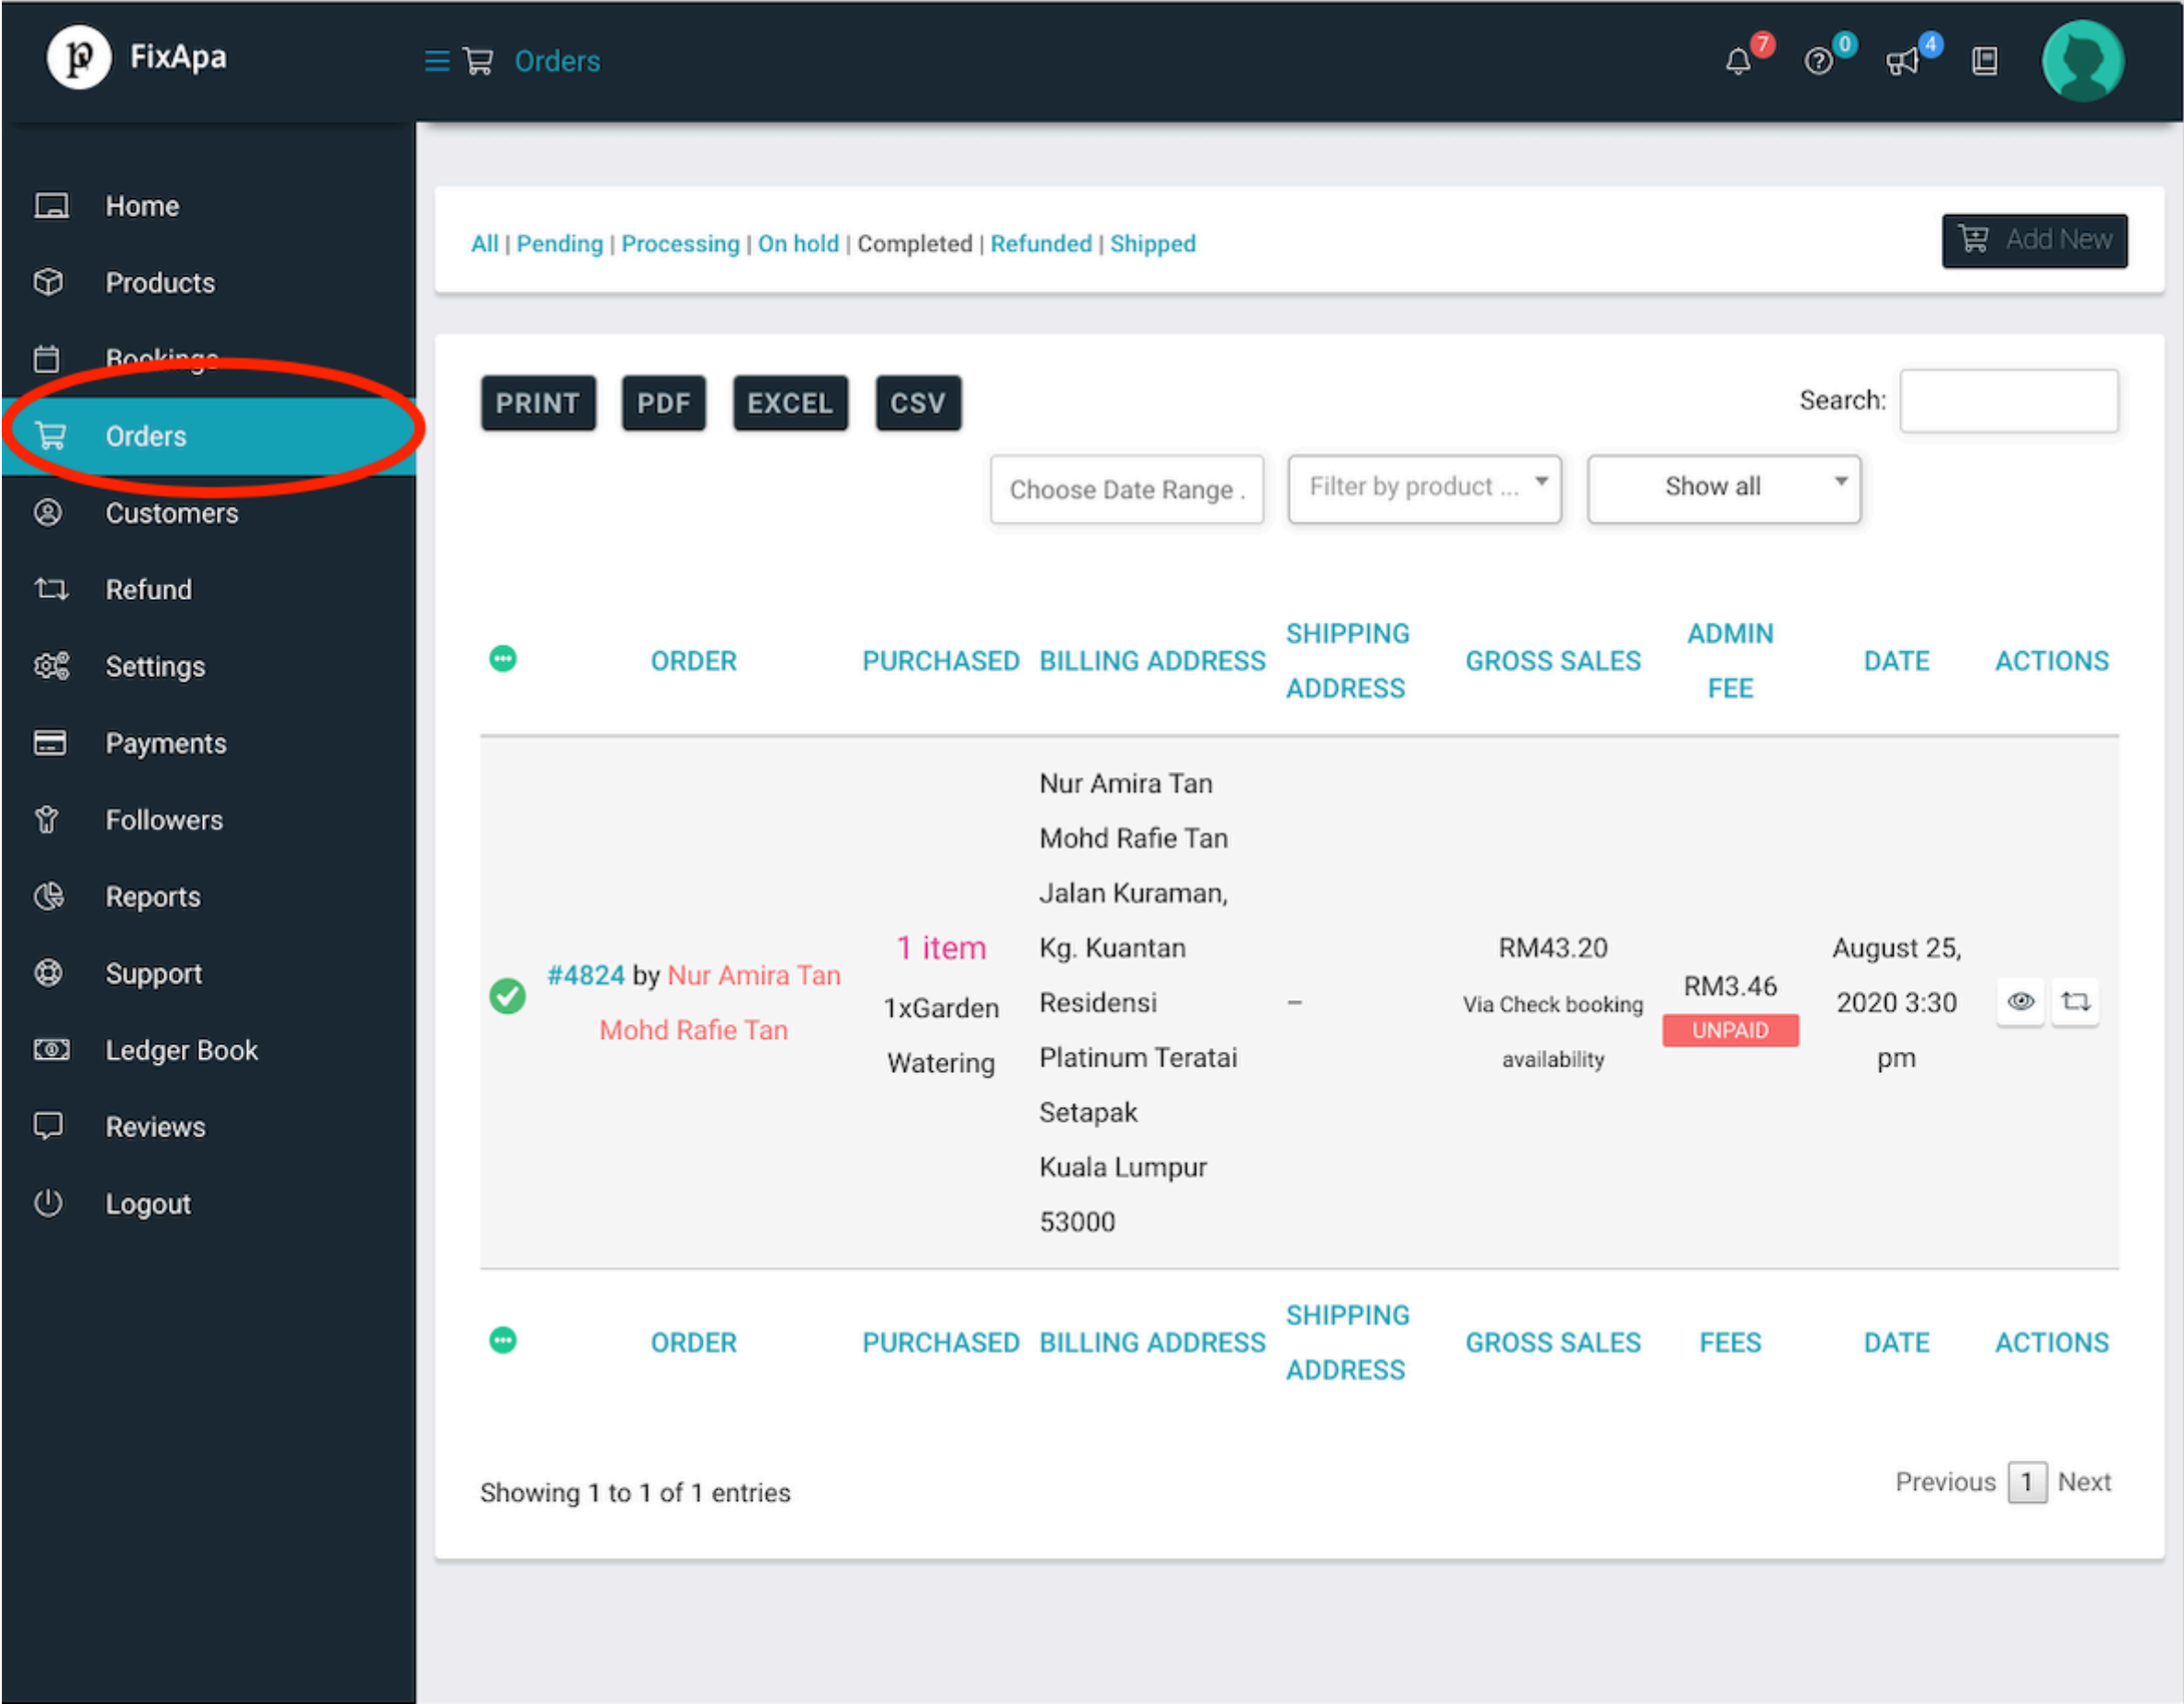 FixApa
Orders
7
0
4
Home
Products
Bookings
Orders
Customers
Refund
Settings
Payments
Followers
Reports
Support
Ledger Book
Reviews
Logout
All | Pending | Processing | On hold | Completed | Refunded | Shipped
Add New
PRINT
PDF
EXCEL
CSV
Search:
Choose Date Range .
Filter by product ...
Show all
ORDER
PURCHASED
BILLING ADDRESS
SHIPPING
ADDRESS
GROSS SALES
ADMIN
FEE
DATE
ACTIONS
#4824 by Nur Amira Tan
Mohd Rafie Tan
1 item
1xGarden
Watering
Nur Amira Tan
Mohd Rafie Tan
Jalan Kuraman,
Kg. Kuantan
Residensi
Platinum Teratai
Setapak
Kuala Lumpur
53000
–
RM43.20
Via Check booking
availability
RM3.46
UNPAID
August 25,
2020 3:30
pm
ORDER
PURCHASED
BILLING ADDRESS
SHIPPING
ADDRESS
GROSS SALES
FEES
DATE
ACTIONS
Showing 1 to 1 of 1 entries
Previous 1 Next